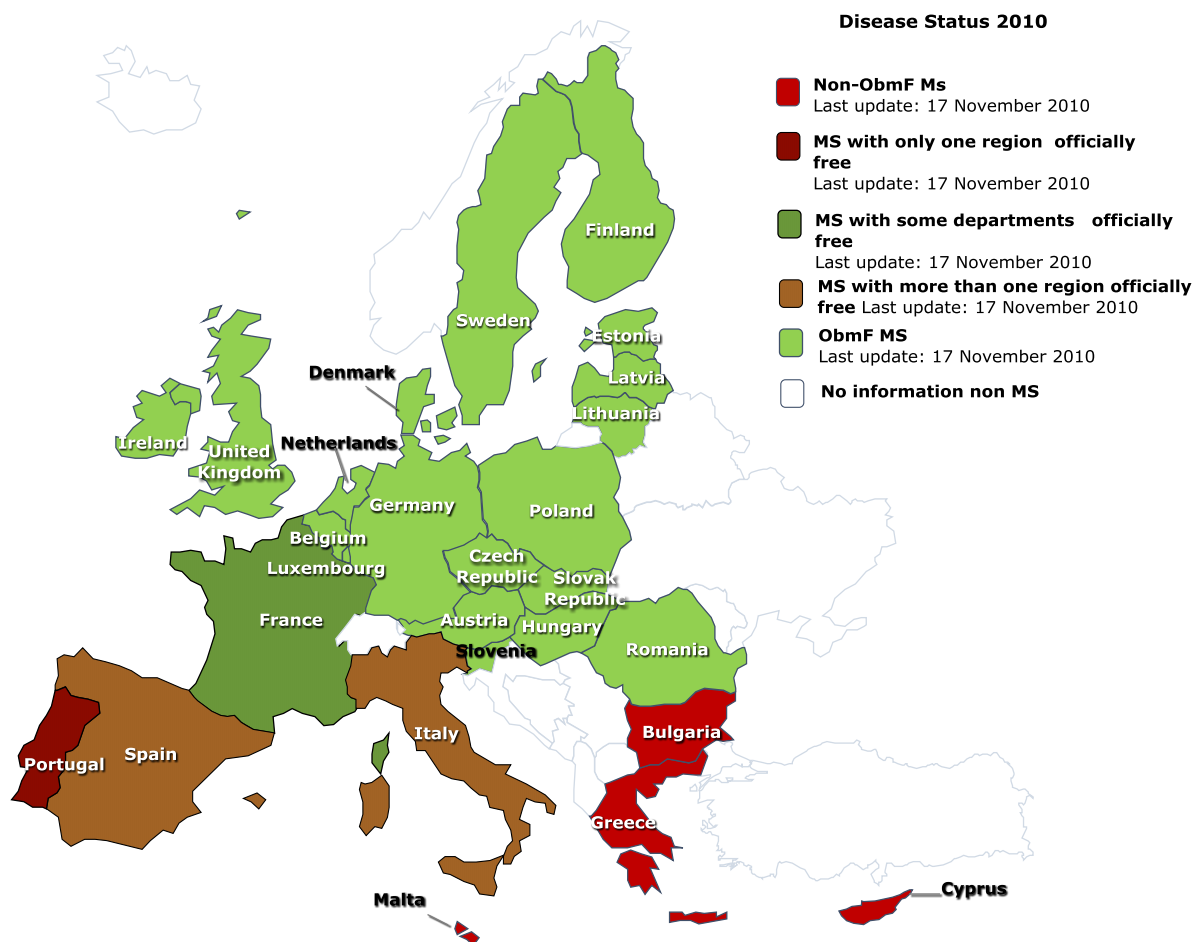 Disease Status 2010
Non-ObmF Ms
Last update: 17 November 2010
MS with only one region officially
free
Last update: 17 November 2010
MS with some departments officially
free
Last update: 17 November 2010
MS with more than one region officially
free Last update: 17 November 2010
ObmF MS
Last update: 17 November 2010
No information non MS
Finland
Sweden
Estonia
Denmark
Latvia
Lithuania
Ireland
Netherlands
United
Kingdom
Germany
Poland
Belgium
Czech
Republic
Luxembourg
Slovak
Republic
France
Austria
Hungary
Slovenia
Romania
Italy
Bulgaria
Spain
Portugal
Greece
Malta
Cyprus